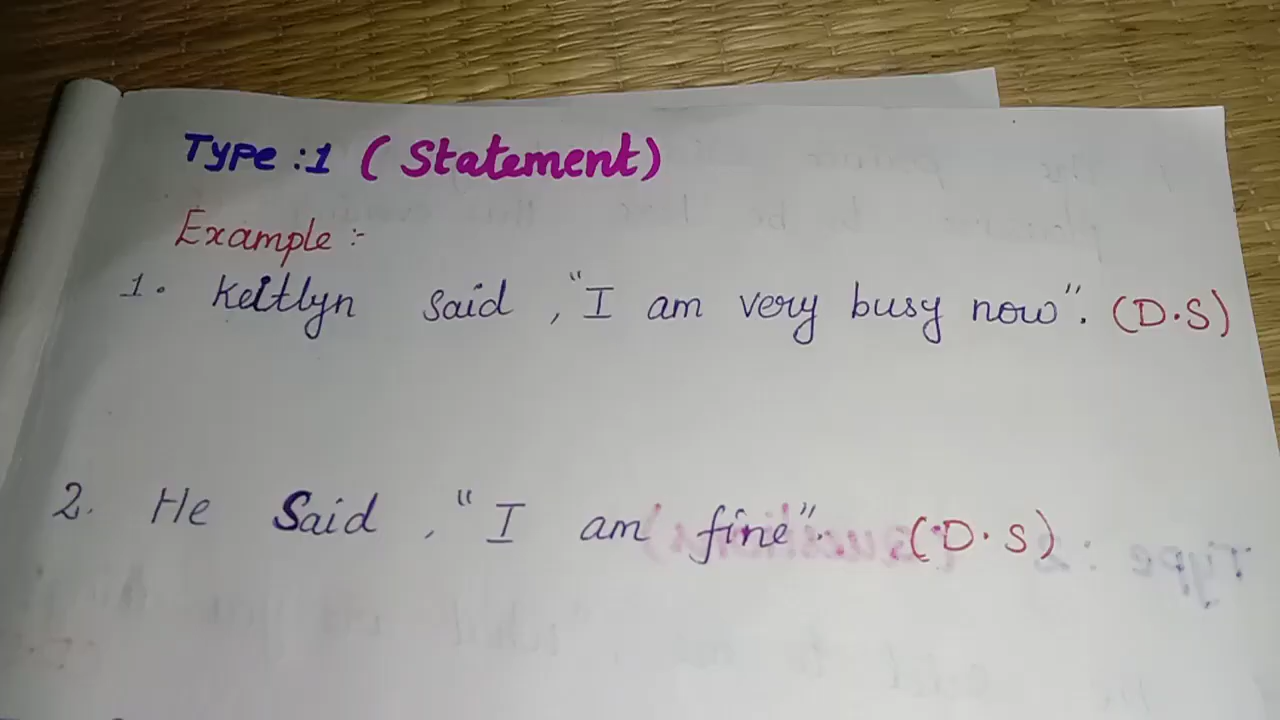 Type :1 ( Statement)
Example :-
1. Keitlyn said , "I am very busy now". (D.S)
2. He Said , "I am fine". (D.S)